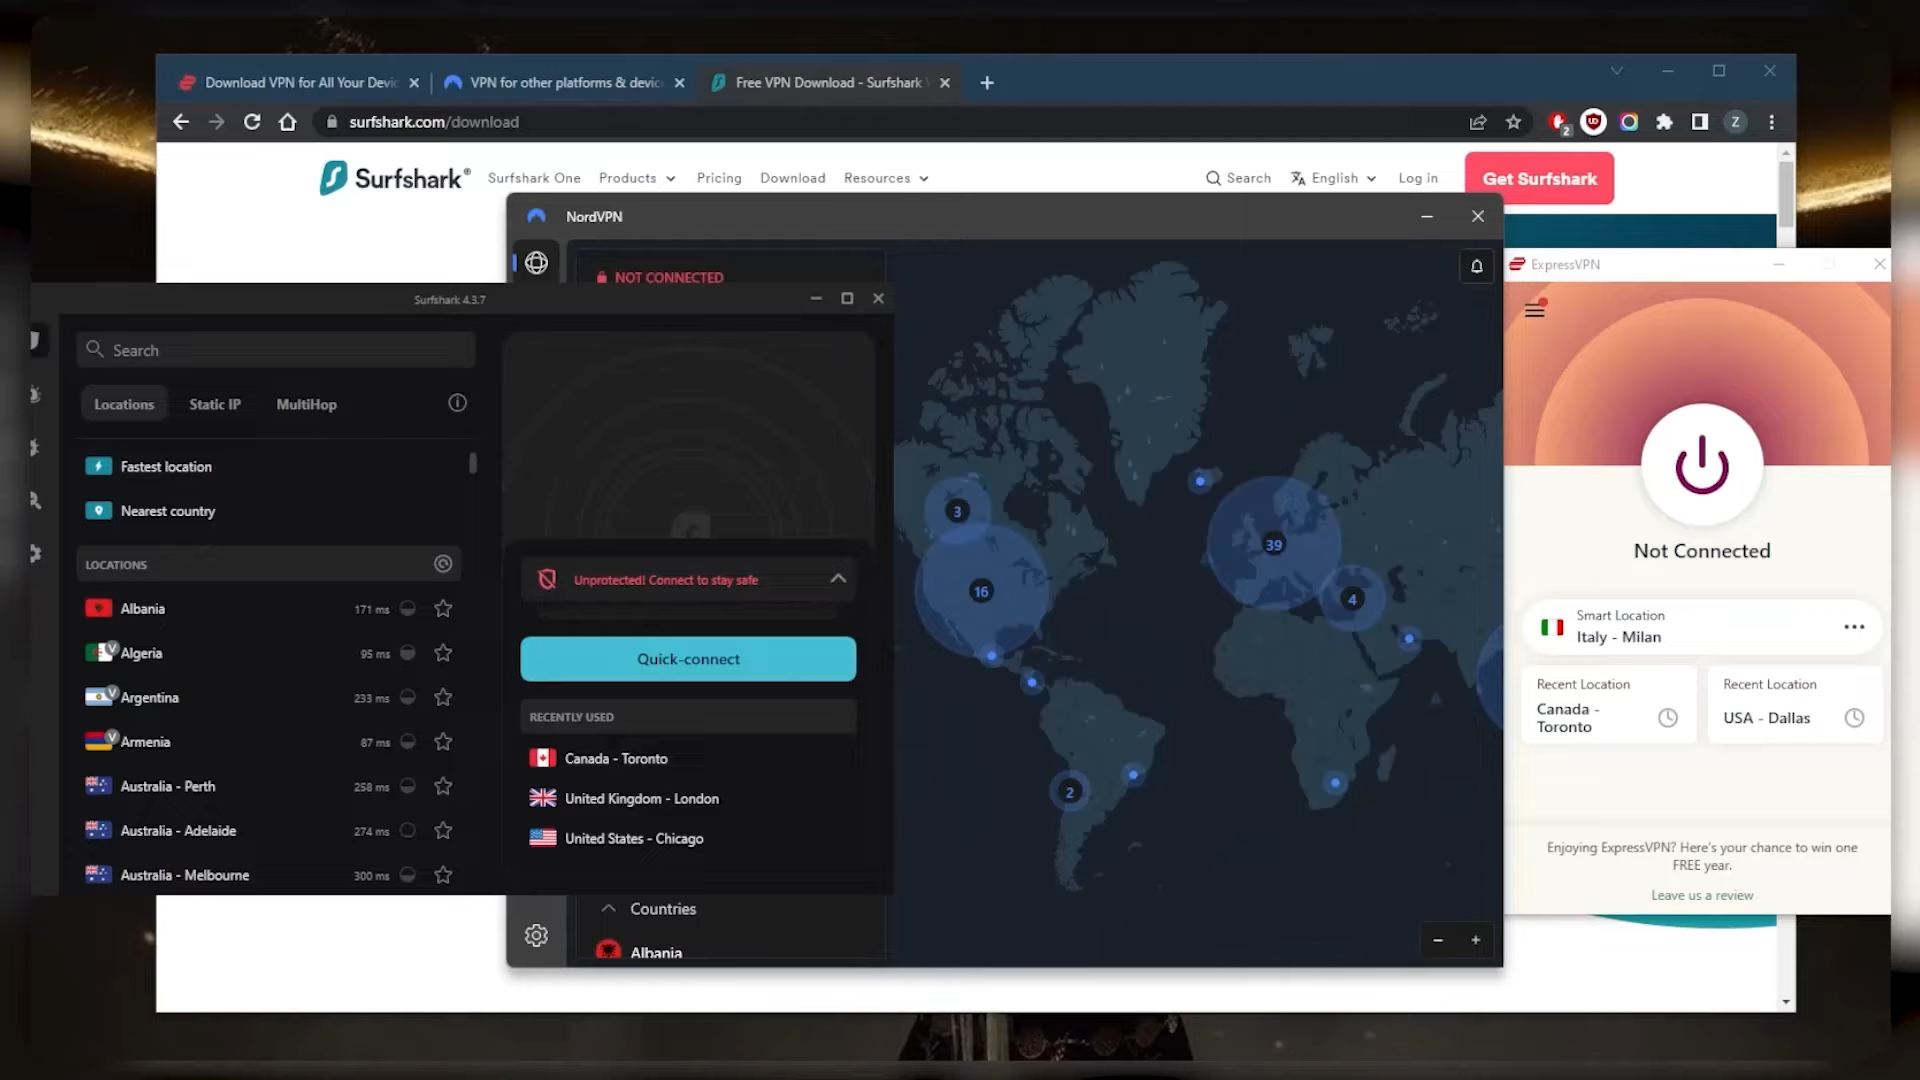 Download VPN for All Your Devic
VPN for other platforms & device
Free VPN Download - Surfshark
surfshark.com/download
2
Z
Surfshark®
Surfshark One
Products
Pricing
Download
Resources
Search
English
Log in
Get Surfshark
NordVPN
NOT CONNECTED
3
16
39
4
2
Countries
Albania
Surfshark 4.3.7
Search
Locations
Static IP
MultiHop
Fastest location
Nearest country
LOCATIONS
Albania 171 ms
Algeria 95 ms
Argentina 233 ms
Armenia 87 ms
Australia - Perth 258 ms
Australia - Adelaide 274 ms
Australia - Melbourne 300 ms
Unprotected! Connect to stay safe
Quick-connect
RECENTLY USED
Canada - Toronto
United Kingdom - London
United States - Chicago
ExpressVPN
Not Connected
Smart Location
Italy - Milan
Recent Location
Canada -
Toronto
Recent Location
USA - Dallas
Enjoying ExpressVPN? Here's your chance to win one
FREE year.
Leave us a review